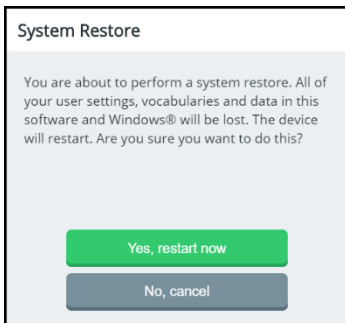 System Restore
You are about to perform a system restore. All of
your user settings, vocabularies and data in this
software and Windows® will be lost. The device
will restart. Are you sure you want to do this?
Yes, restart now
No, cancel